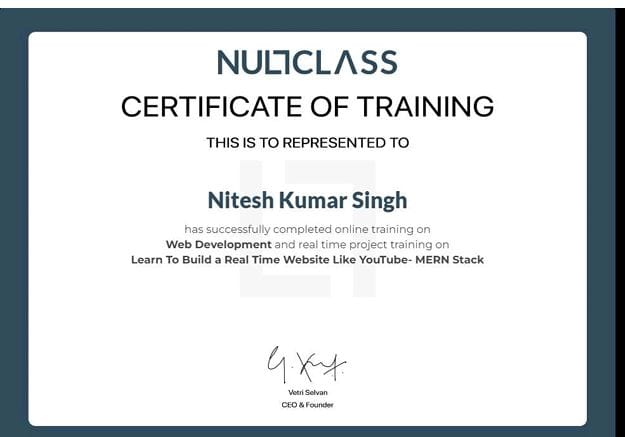 NULLCLASS
CERTIFICATE OF TRAINING
THIS IS TO REPRESENTED TO
Nitesh Kumar Singh
has successfully completed online training on
Web Development and real time project training on
Learn To Build a Real Time Website Like YouTube- MERN Stack
Vetri Selvan
CEO & Founder